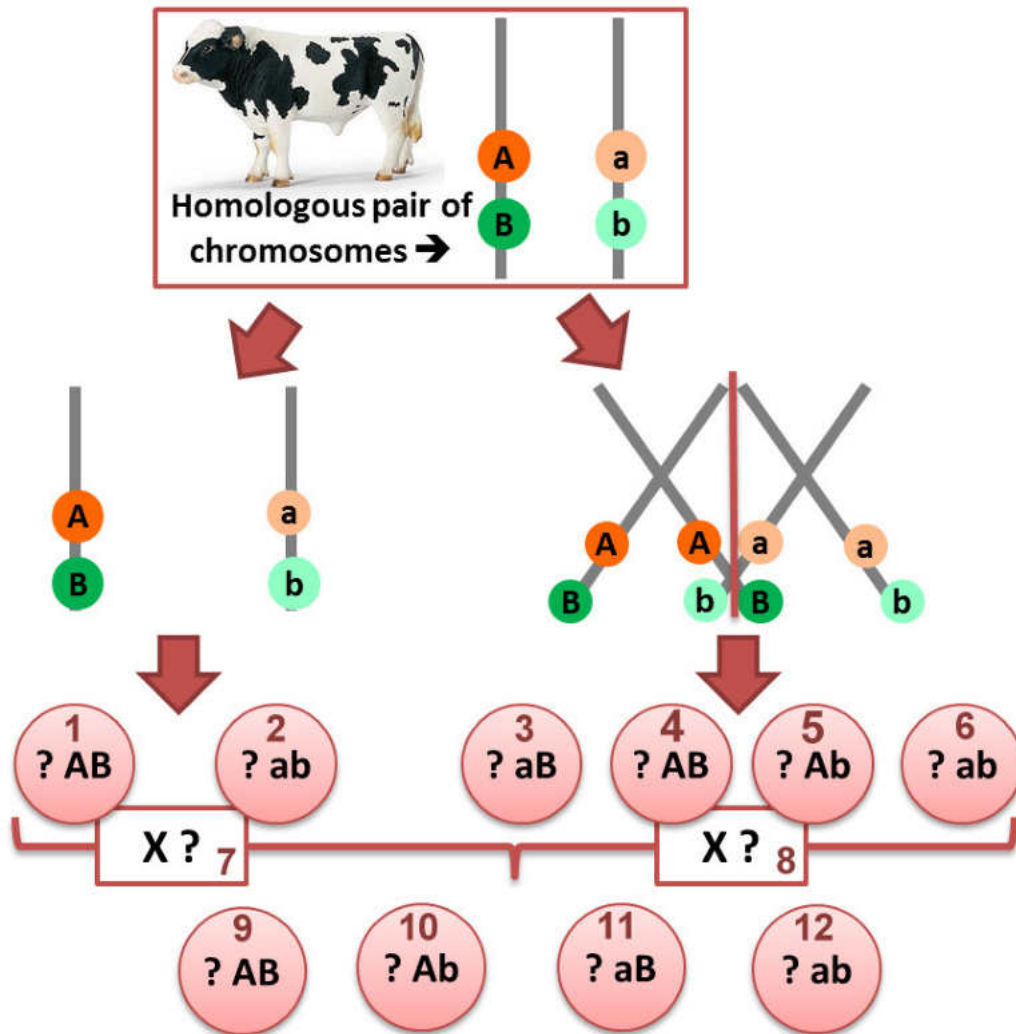 A a
Homologous pair of
chromosomes → B b
A a
B b
A A a a
B b B b
1 2 3 4 5 6
? AB ? ab ? aB ? AB ? Ab ? ab
X ? 7 X ? 8
9 10 11 12
? AB ? Ab ? aB ? ab